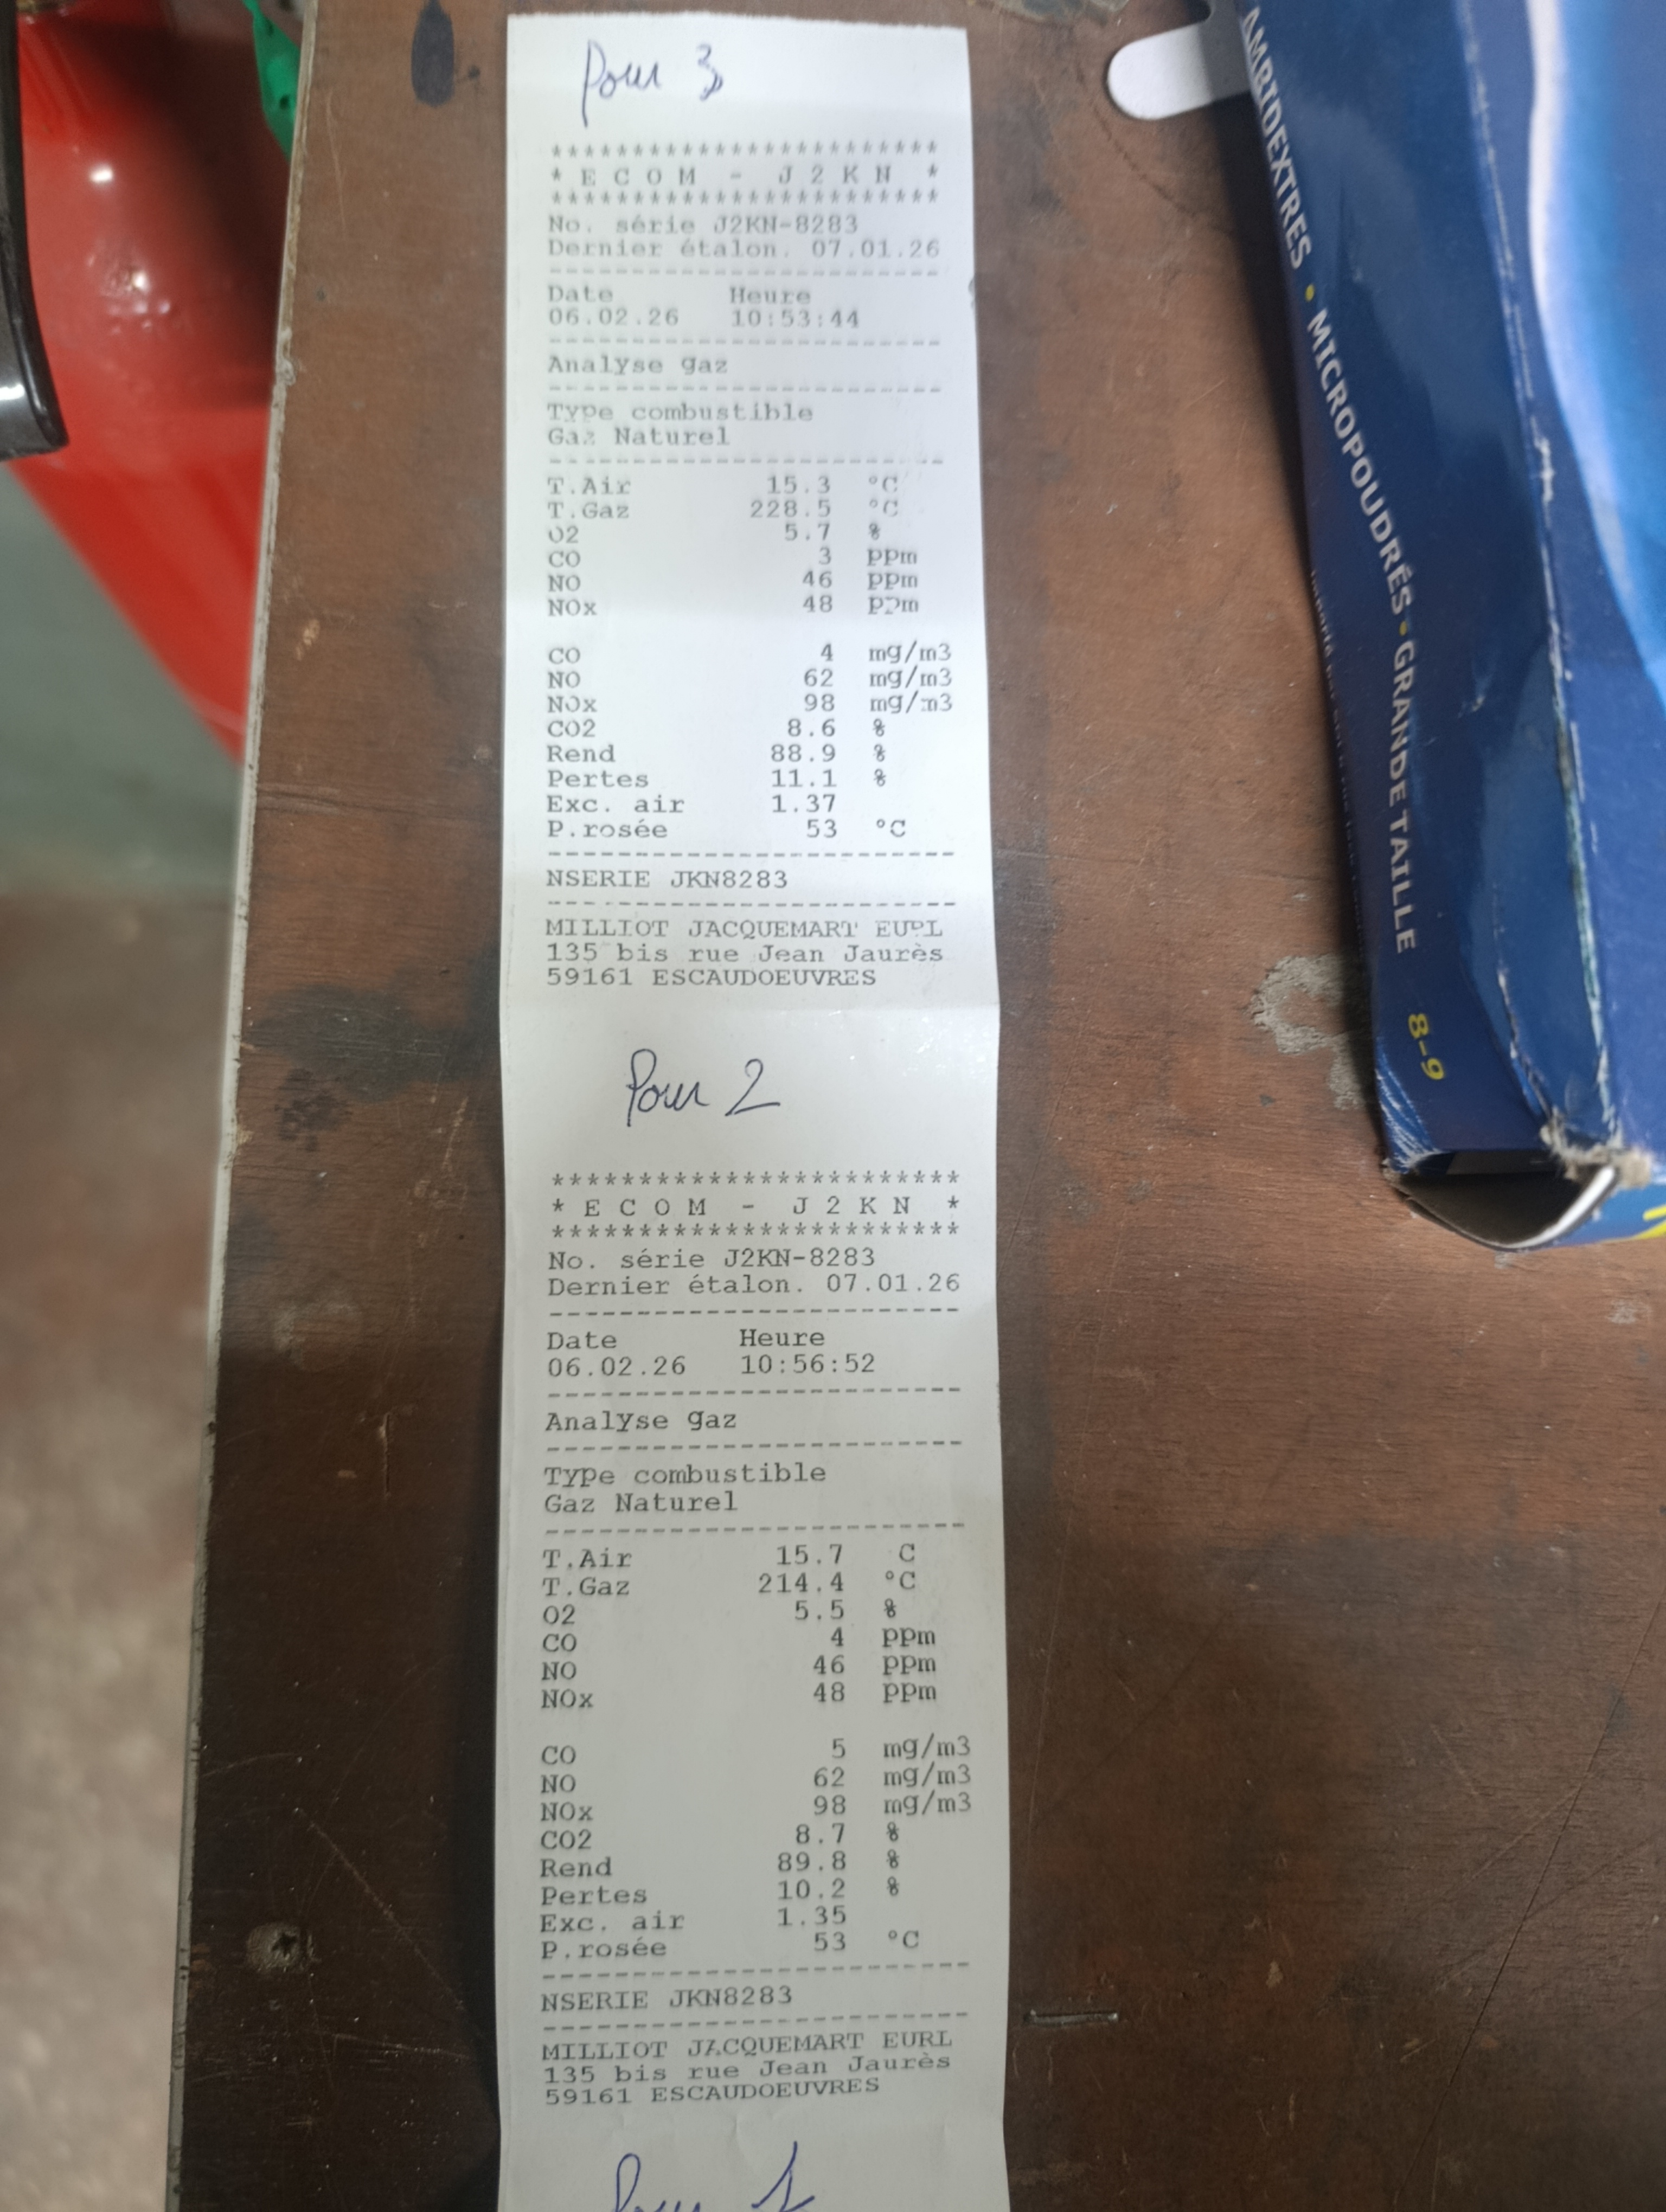 Pour 3
************************
* E C O M - J 2 K N *
************************
No. série J2KN-8283
Dernier étalon. 07.01.26
------------------------
Date Heure
06.02.26 10:53:44
------------------------
Analyse gaz
------------------------
Type combustible
Gaz Naturel
------------------------
T.Air 15.3 °C
T.Gaz 228.5 °C
O2 5.7 %
CO 3 ppm
NO 46 ppm
NOx 48 ppm
CO 4 mg/m3
NO 62 mg/m3
NOx 98 mg/m3
CO2 8.6 %
Rend 88.9 %
Pertes 11.1 %
Exc. air 1.37
P.rosée 53 °C
------------------------
NSERIE JKN8283
------------------------
MILLIOT JACQUEMART EURL
135 bis rue Jean Jaurès
59161 ESCAUDOEUVRES
Pour 2
************************
* E C O M - J 2 K N *
************************
No. série J2KN-8283
Dernier étalon. 07.01.26
------------------------
Date Heure
06.02.26 10:56:52
------------------------
Analyse gaz
------------------------
Type combustible
Gaz Naturel
------------------------
T.Air 15.7 C
T.Gaz 214.4 °C
O2 5.5 %
CO 4 ppm
NO 46 ppm
NOx 48 ppm
CO 5 mg/m3
NO 62 mg/m3
NOx 98 mg/m3
CO2 8.7 %
Rend 89.8 %
Pertes 10.2 %
Exc. air 1.35
P.rosée 53 °C
------------------------
NSERIE JKN8283
------------------------
MILLIOT JACQUEMART EURL
135 bis rue Jean Jaurès
59161 ESCAUDOEUVRES
Pour 1
AMBIDEXTRES • MICROPOUDRÉS • GRANDE TAILLE 8-9